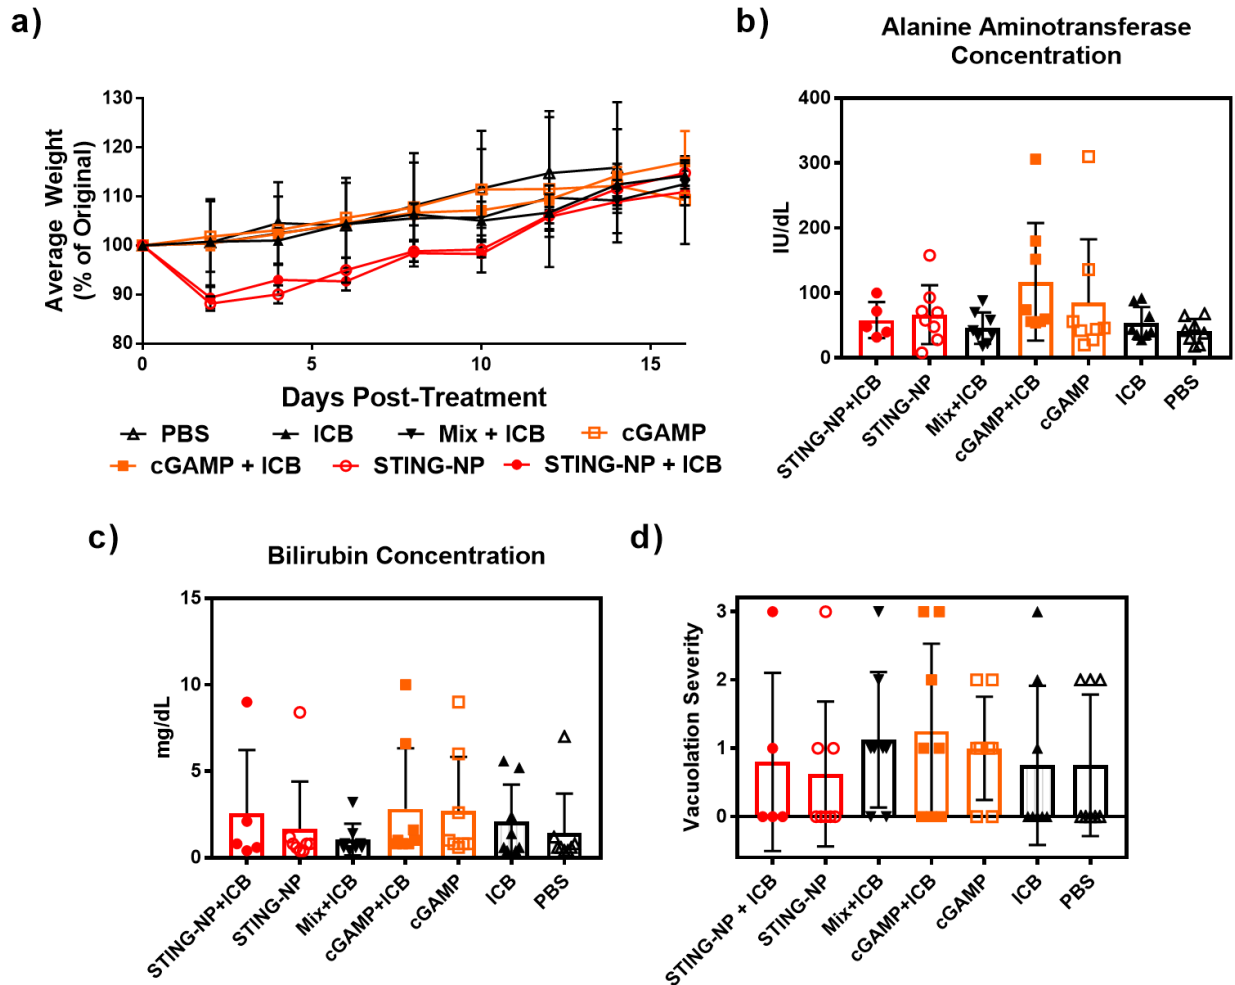 a)
130
120
110
100
90
80
Average Weight
(% of Original)
0 5 10 15
Days Post-Treatment
PBS ICB Mix + ICB cGAMP
cGAMP + ICB STING-NP STING-NP + ICB
b)
Alanine Aminotransferase
Concentration
400
300
200
100
0
IU/dL
STING-NP+ICB STING-NP Mix+ICB cGAMP+ICB cGAMP ICB PBS
c)
Bilirubin Concentration
15
10
5
0
mg/dL
STING-NP+ICB STING-NP Mix+ICB cGAMP+ICB cGAMP ICB PBS
d)
3
2
1
0
Vacuolation Severity
STING-NP + ICB STING-NP Mix+ICB cGAMP+ICB cGAMP ICB PBS